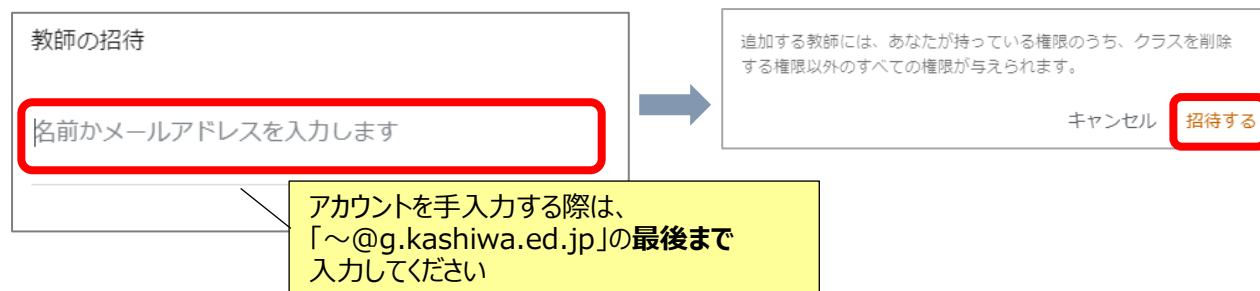 教師の招待
名前かメールアドレスを入力します
アカウントを手入力する際は、
「～@g.kashiwa.ed.jp」の最後まで
入力してください
追加する教師には、あなたが持っている権限のうち、クラスを削除
する権限以外のすべての権限が与えられます。
キャンセル 招待する